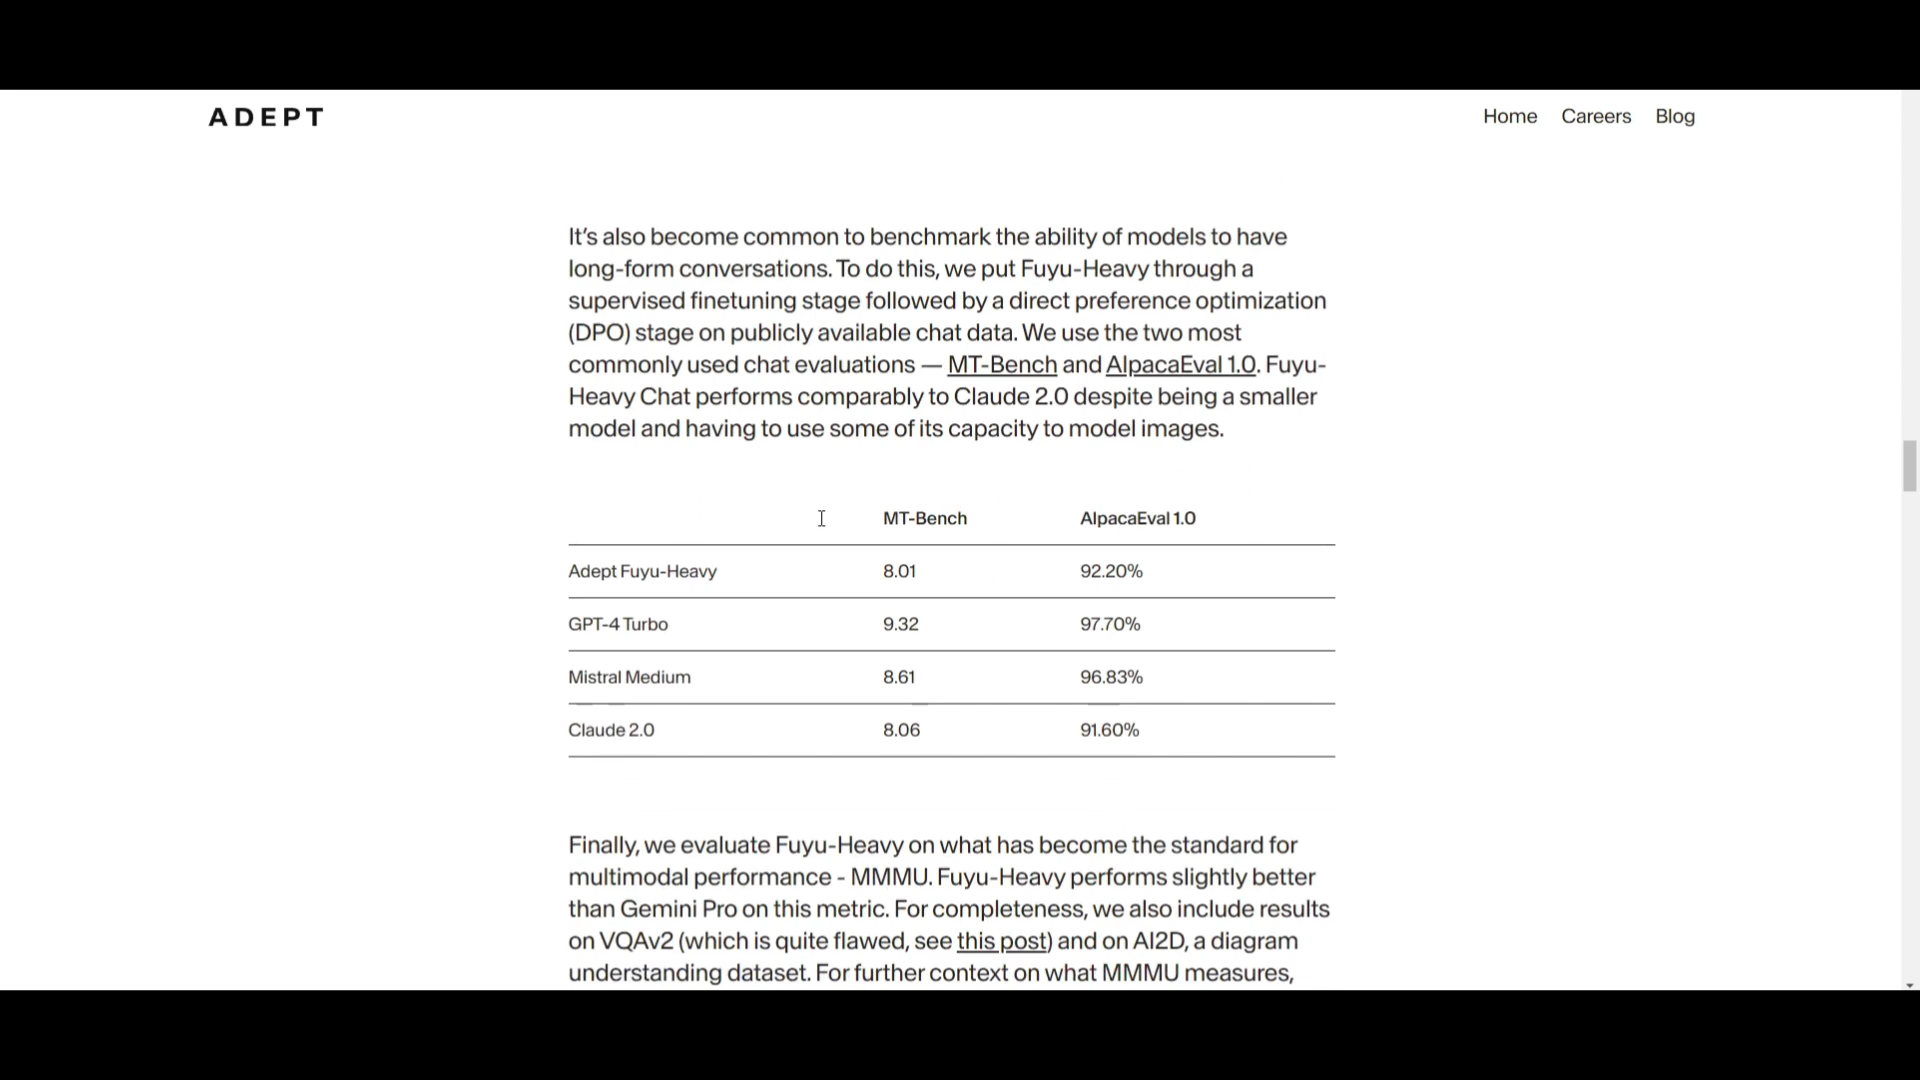 ADEPT
Home Careers Blog
It's also become common to benchmark the ability of models to have
long-form conversations. To do this, we put Fuyu-Heavy through a
supervised finetuning stage followed by a direct preference optimization
(DPO) stage on publicly available chat data. We use the two most
commonly used chat evaluations — MT-Bench and AlpacaEval 1.0. Fuyu-
Heavy Chat performs comparably to Claude 2.0 despite being a smaller
model and having to use some of its capacity to model images.
MT-Bench AlpacaEval 1.0
Adept Fuyu-Heavy 8.01 92.20%
GPT-4 Turbo 9.32 97.70%
Mistral Medium 8.61 96.83%
Claude 2.0 8.06 91.60%
Finally, we evaluate Fuyu-Heavy on what has become the standard for
multimodal performance - MMMU. Fuyu-Heavy performs slightly better
than Gemini Pro on this metric. For completeness, we also include results
on VQAv2 (which is quite flawed, see this post) and on AI2D, a diagram
understanding dataset. For further context on what MMMU measures,